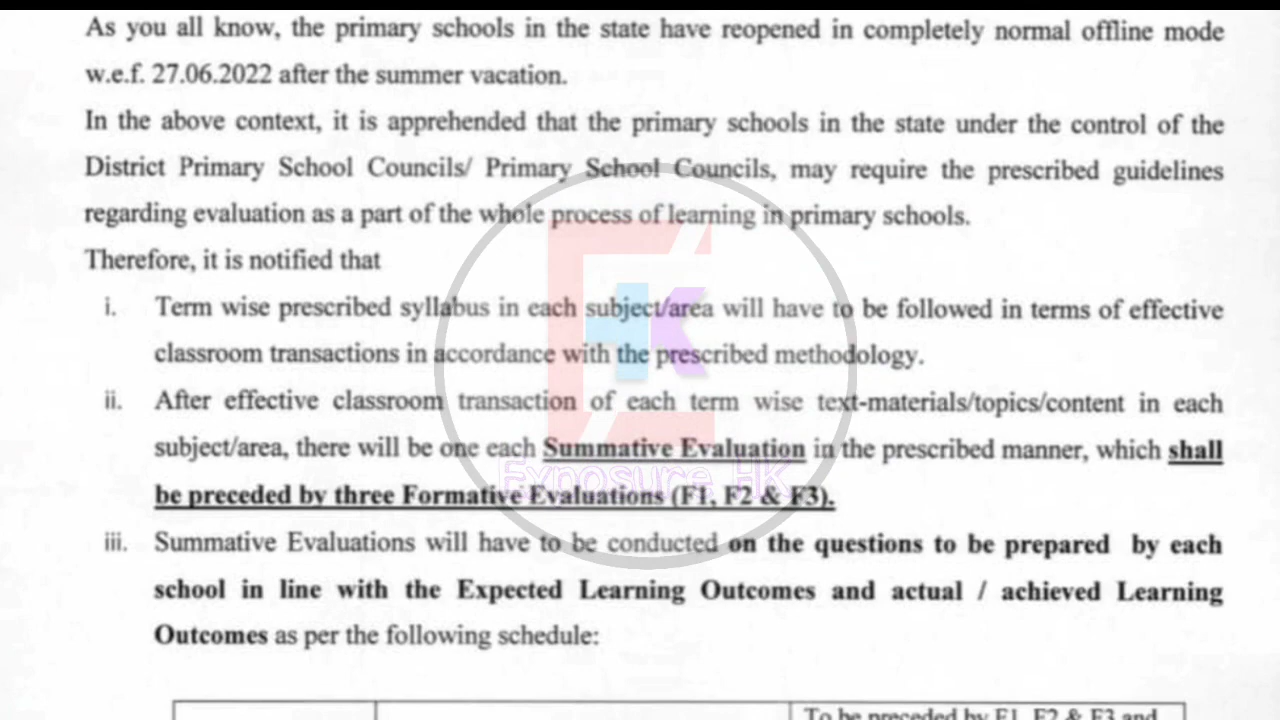 As you all know, the primary schools in the state have reopened in completely normal offline mode
w.e.f. 27.06.2022 after the summer vacation.
In the above context, it is apprehended that the primary schools in the state under the control of the
District Primary School Councils/ Primary School Councils, may require the prescribed guidelines
regarding evaluation as a part of the whole process of learning in primary schools.
Therefore, it is notified that
i. Term wise prescribed syllabus in each subject/area will have to be followed in terms of effective
classroom transactions in accordance with the prescribed methodology.
ii. After effective classroom transaction of each term wise text-materials/topics/content in each
subject/area, there will be one each Summative Evaluation in the prescribed manner, which shall
Exposure HK
be preceded by three Formative Evaluations (F1, F2 & F3).
iii. Summative Evaluations will have to be conducted on the questions to be prepared by each
school in line with the Expected Learning Outcomes and actual / achieved Learning
Outcomes as per the following schedule:
To be preceded by F1, F2 & F3 and